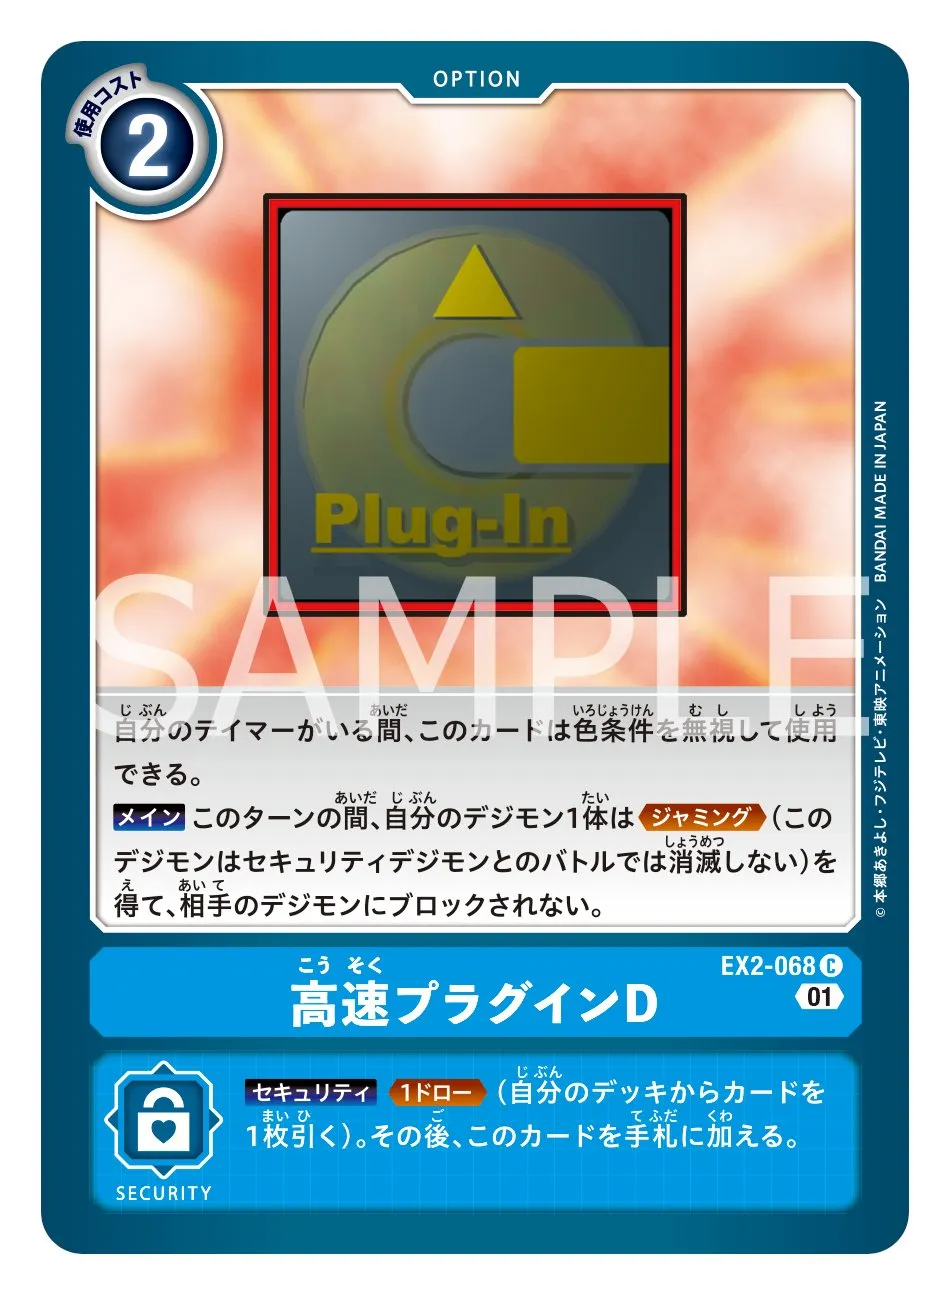 OPTION
使用コスト
2
Plug-In
SAMPLE
自分のテイマーがいる間、このカードは色条件を無視して使用
できる。
メイン このターンの間、自分のデジモン1体は ジャミング (この
デジモンはセキュリティデジモンとのバトルでは消滅しない)を
得て、相手のデジモンにブロックされない。
©本郷あきよし・フジテレビ・東映アニメーション BANDAI MADE IN JAPAN
EX2-068 C
01
こう そく
高速プラグインD
セキュリティ 1ドロー (自分のデッキからカードを
1枚引く)。その後、このカードを手札に加える。
SECURITY